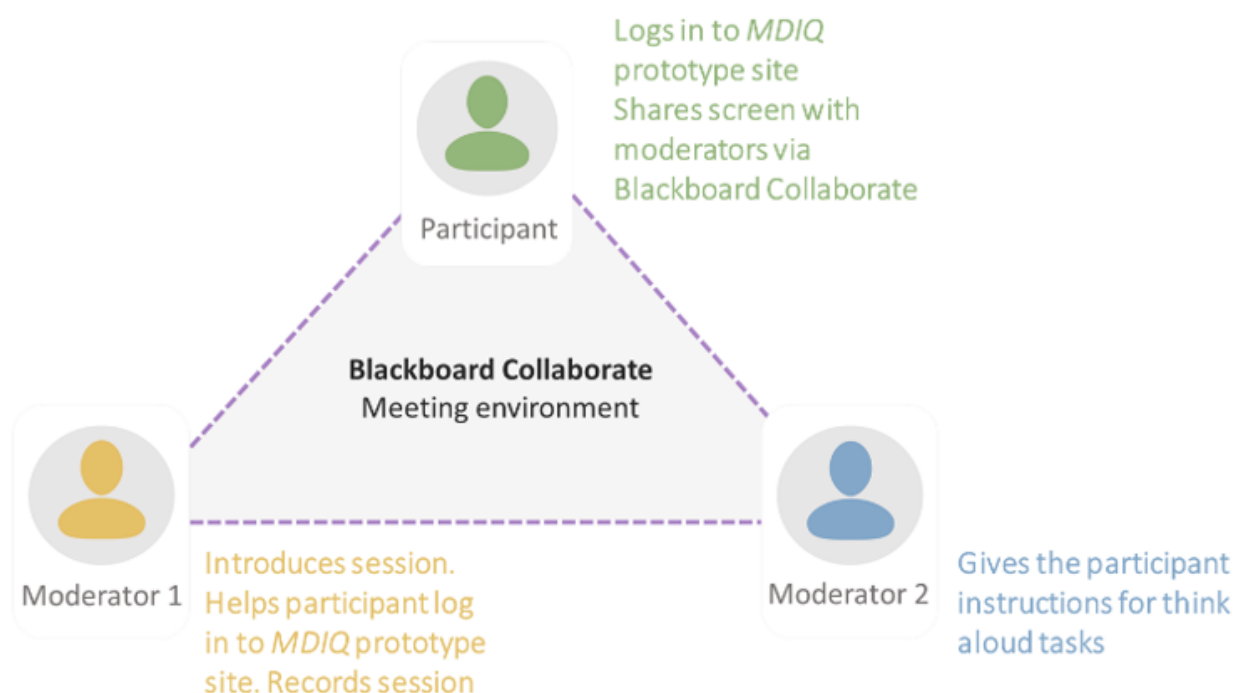 Logs in to MDIQ
prototype site
Shares screen with
moderators via
Blackboard Collaborate
Participant
Blackboard Collaborate
Meeting environment
Moderator 1
Introduces session.
Helps participant log
in to MDIQ prototype
site. Records session
Moderator 2
Gives the participant
instructions for think
aloud tasks